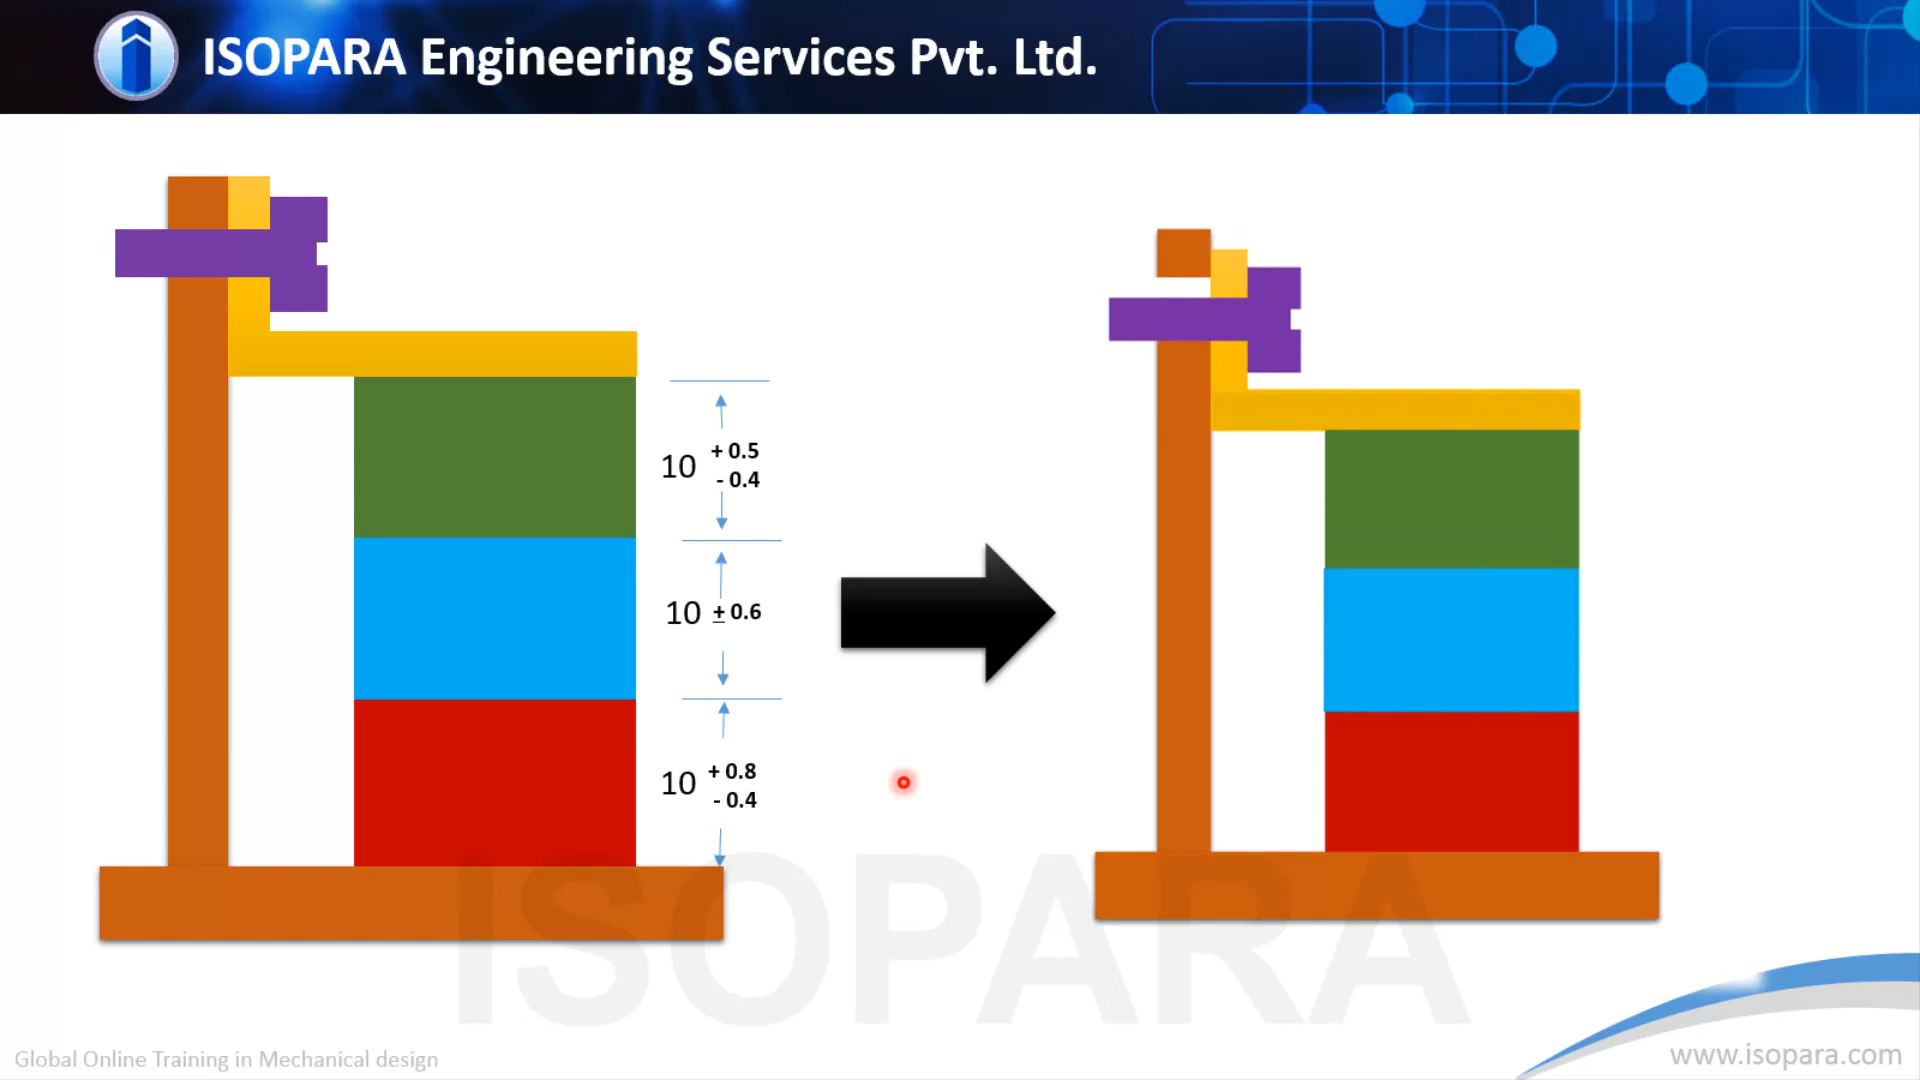 ISOPARA Engineering Services Pvt. Ltd.
10 + 0.5
- 0.4
10 ± 0.6
10 + 0.8
- 0.4
ISOPARA
Global Online Training in Mechanical design
www.isopara.com